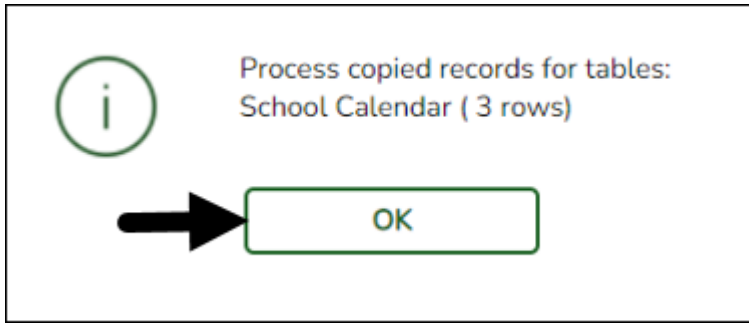 Process copied records for tables:
School Calendar ( 3 rows)
OK